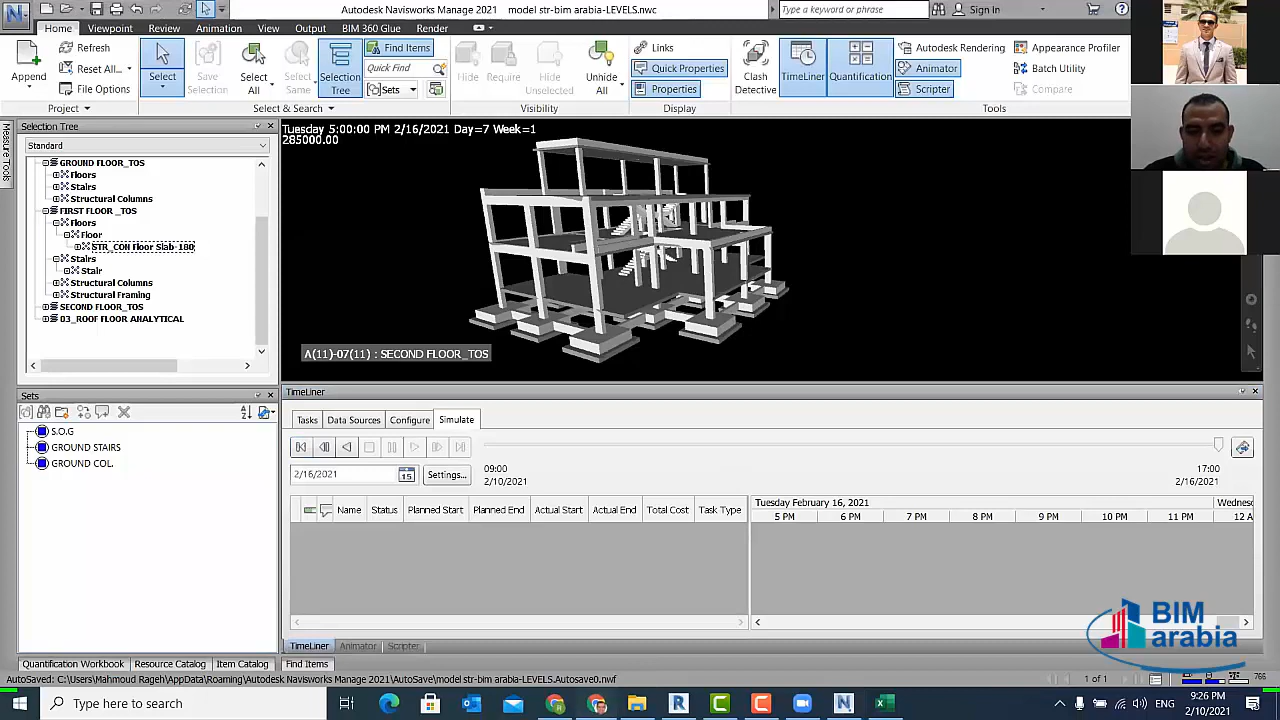 Autodesk Navisworks Manage 2021 model str-bim arabia-LEVELS.nwc
Type a keyword or phrase
Sign In
Home Viewpoint Review Animation View Output BIM 360 Glue Render
Append
Refresh
Reset All...
File Options
Project
Select
Save Selection
Select All
Select Same
Selection Tree
Find Items
Quick Find
Sets
Select & Search
Hide
Require
Hide Unselected
Unhide All
Visibility
Links
Quick Properties
Properties
Display
Clash Detective
TimeLiner
Quantification
Autodesk Rendering
Animator
Scripter
Appearance Profiler
Batch Utility
Compare
Tools
Measure Tools
Selection Tree
Standard
GROUND FLOOR_TOS
Floors
Stairs
Structural Columns
FIRST FLOOR _TOS
Floors
Floor
STR_CON Floor Slab-180
Stairs
Stair
Structural Columns
Structural Framing
SECOND FLOOR_TOS
03_ROOF FLOOR ANALYTICAL
Tuesday 5:00:00 PM 2/16/2021 Day=7 Week=1
285000.00
A(11)-07(11) : SECOND FLOOR_TOS
Sets
S.O.G
GROUND STAIRS
GROUND COL.
TimeLiner
Tasks Data Sources Configure Simulate
2/16/2021
15
Settings...
09:00
2/10/2021
17:00
2/16/2021
Name Status Planned Start Planned End Actual Start Actual End Total Cost Task Type
Tuesday February 16, 2021
Wednes
5 PM 6 PM 7 PM 8 PM 9 PM 10 PM 11 PM 12 A
BIM
arabia
TimeLiner Animator Scripter
Quantification Workbook Resource Catalog Item Catalog Find Items
AutoSaved: C:\Users\Mahmoud Rageh\AppData\Roaming\Autodesk Navisworks Manage 2021\AutoSave\model str-bim arabia-LEVELS.Autosave0.nwf
1 of 1
766
Type here to search
9:26 PM
2/10/2021